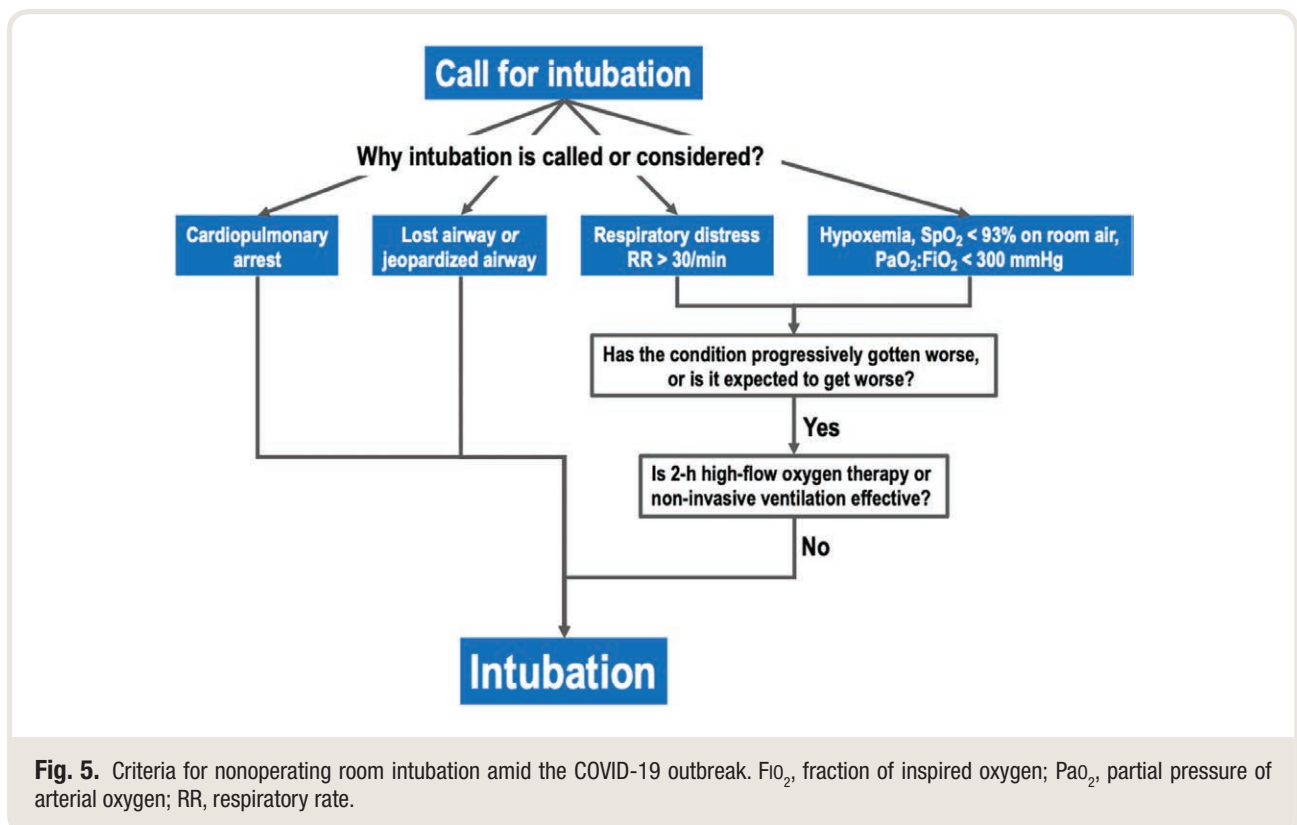 Call for intubation
Why intubation is called or considered?
Cardiopulmonary
arrest
Lost airway or
jeopardized airway
Respiratory distress
RR > 30/min
Hypoxemia, SpO₂ < 93% on room air,
PaO₂:FiO₂ < 300 mmHg
Has the condition progressively gotten worse,
or is it expected to get worse?
Yes
Is 2-h high-flow oxygen therapy or
non-invasive ventilation effective?
No
Intubation
Fig. 5. Criteria for nonoperating room intubation amid the COVID-19 outbreak. FIO₂, fraction of inspired oxygen; PaO₂, partial pressure of
arterial oxygen; RR, respiratory rate.